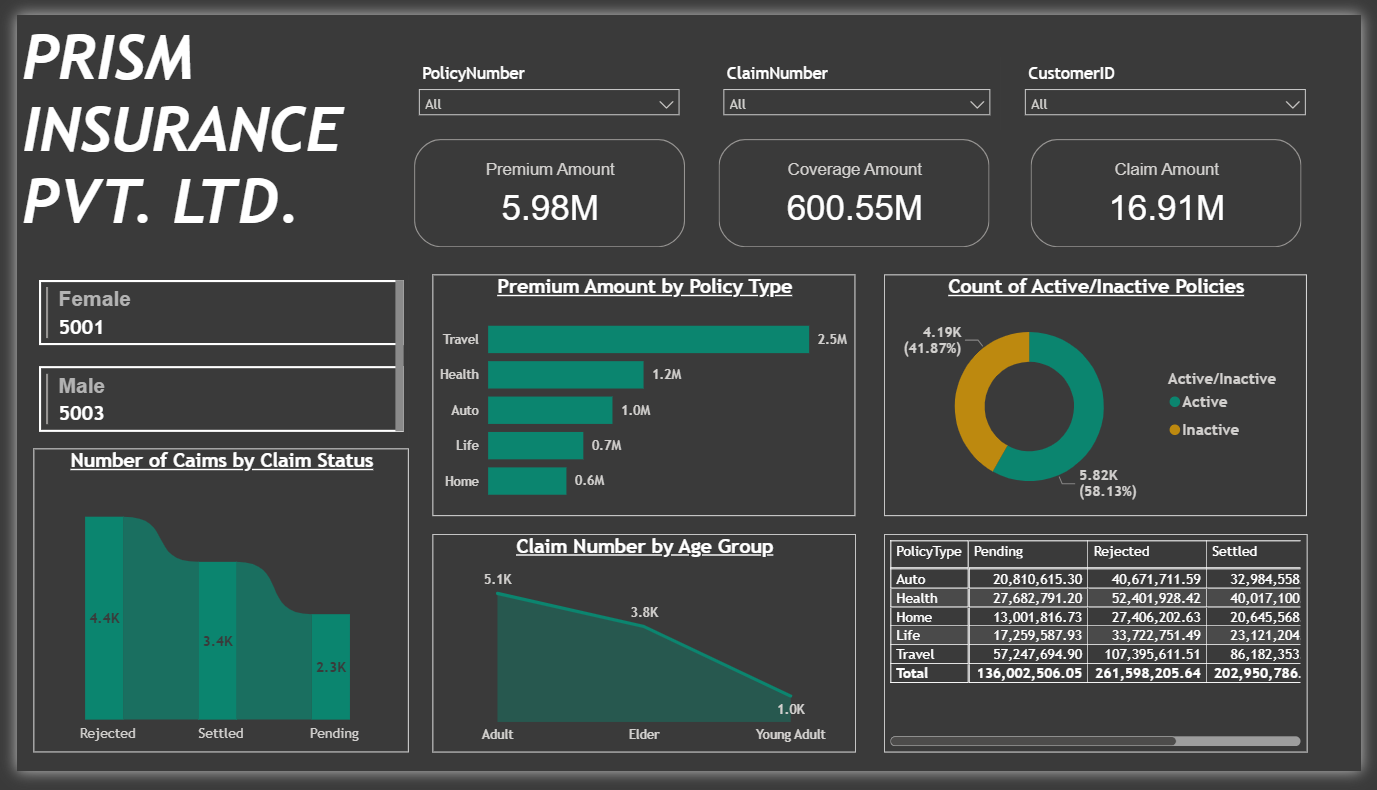 PRISM
INSURANCE
PVT. LTD.
PolicyNumber
All
ClaimNumber
All
CustomerID
All
Premium Amount
5.98M
Coverage Amount
600.55M
Claim Amount
16.91M
Female
5001
Male
5003
Number of Caims by Claim Status
4.4K
3.4K
2.3K
Rejected Settled Pending
Premium Amount by Policy Type
Travel 2.5M
Health 1.2M
Auto 1.0M
Life 0.7M
Home 0.6M
Count of Active/Inactive Policies
4.19K
(41.87%)
5.82K
(58.13%)
Active/Inactive
Active
Inactive
Claim Number by Age Group
5.1K
3.8K
1.0K
Adult Elder Young Adult
PolicyType Pending Rejected Settled
Auto 20,810,615.30 40,671,711.59 32,984,558
Health 27,682,791.20 52,401,928.42 40,017,100
Home 13,001,816.73 27,406,202.63 20,645,568
Life 17,259,587.93 33,722,751.49 23,121,204
Travel 57,247,694.90 107,395,611.51 86,182,353
Total 136,002,506.05 261,598,205.64 202,950,786.